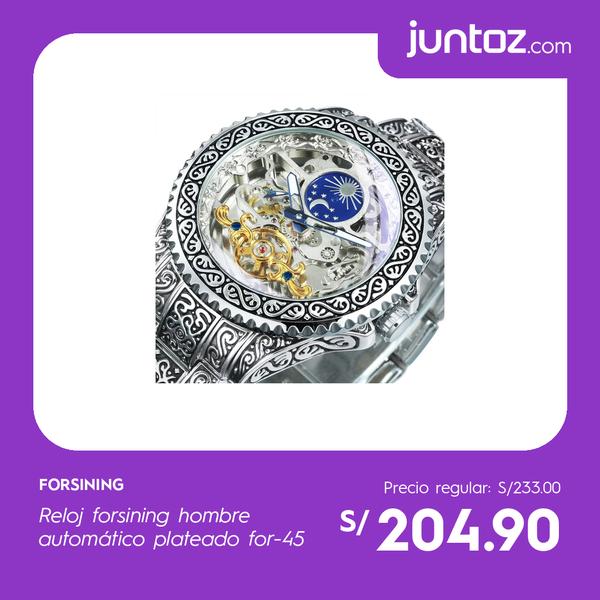 juntoz.com
FORSINING
Reloj forsining hombre
automático plateado for-45
Precio regular: S/233.00
S/ 204.90